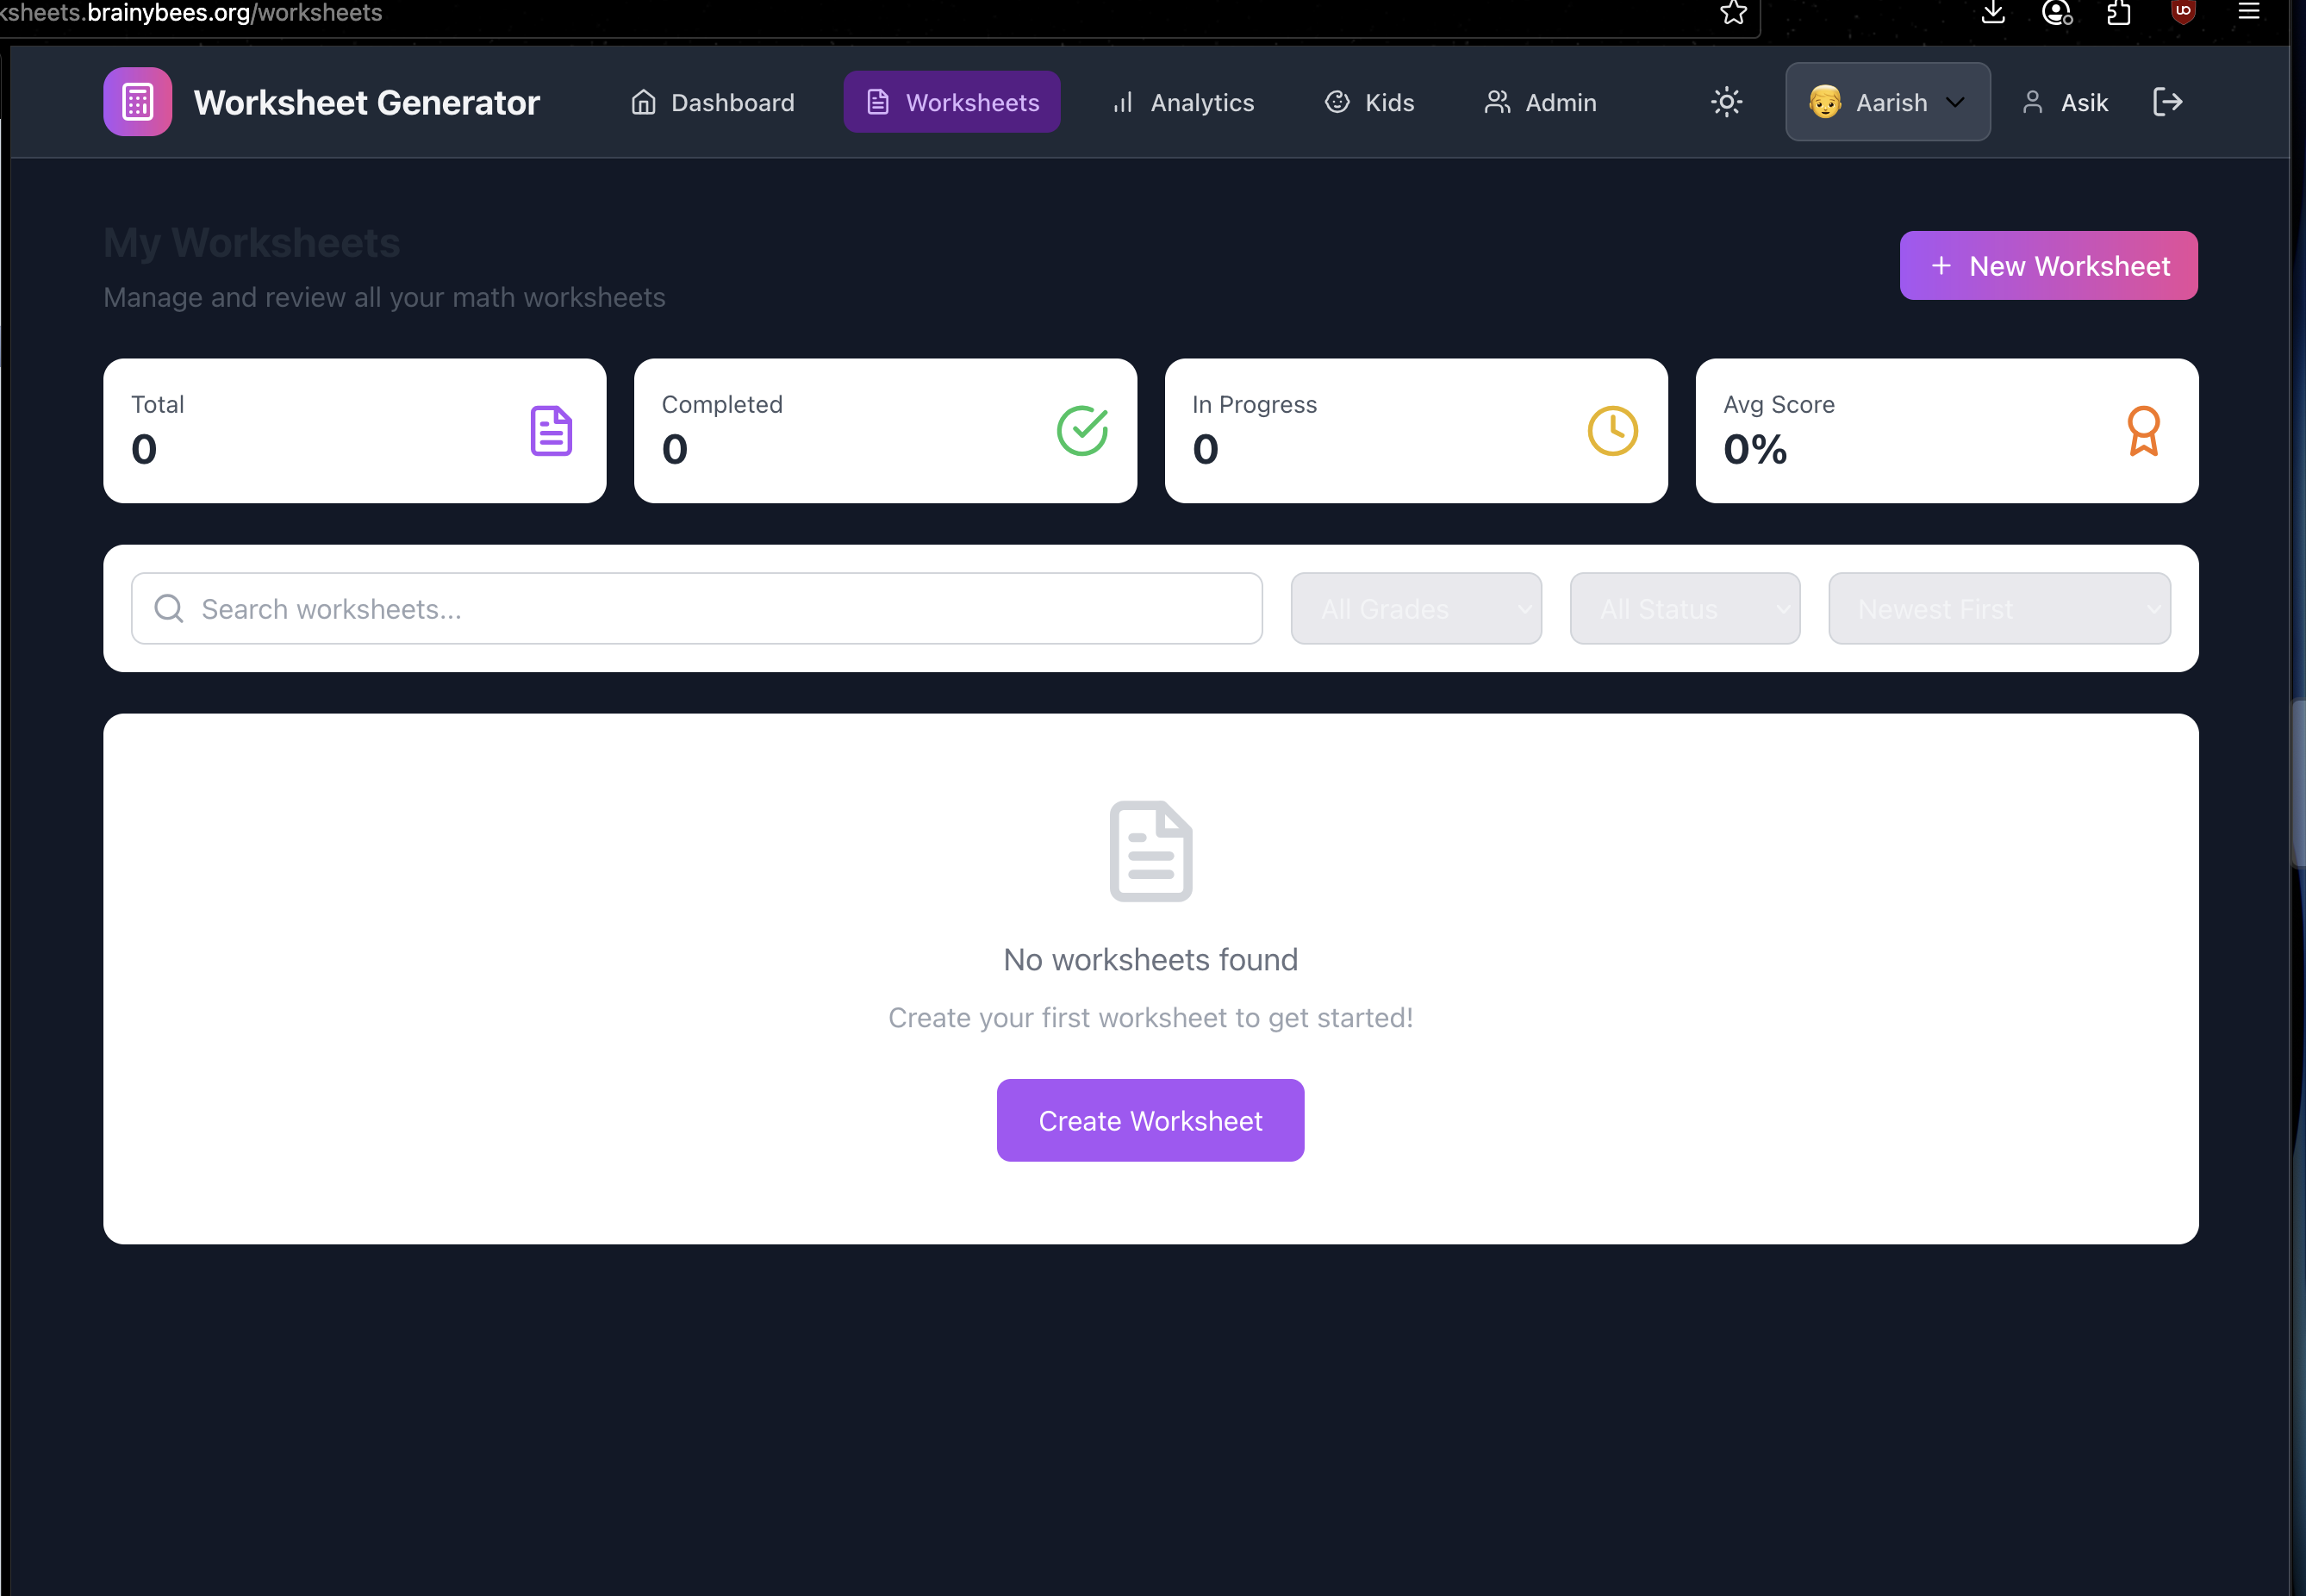 ksheets.brainybees.org/worksheets
Worksheet Generator
Dashboard
Worksheets
Analytics
Kids
Admin
Aarish
Asik
My Worksheets
Manage and review all your math worksheets
+ New Worksheet
Total
0
Completed
0
In Progress
0
Avg Score
0%
Search worksheets...
All Grades
All Status
Newest First
No worksheets found
Create your first worksheet to get started!
Create Worksheet